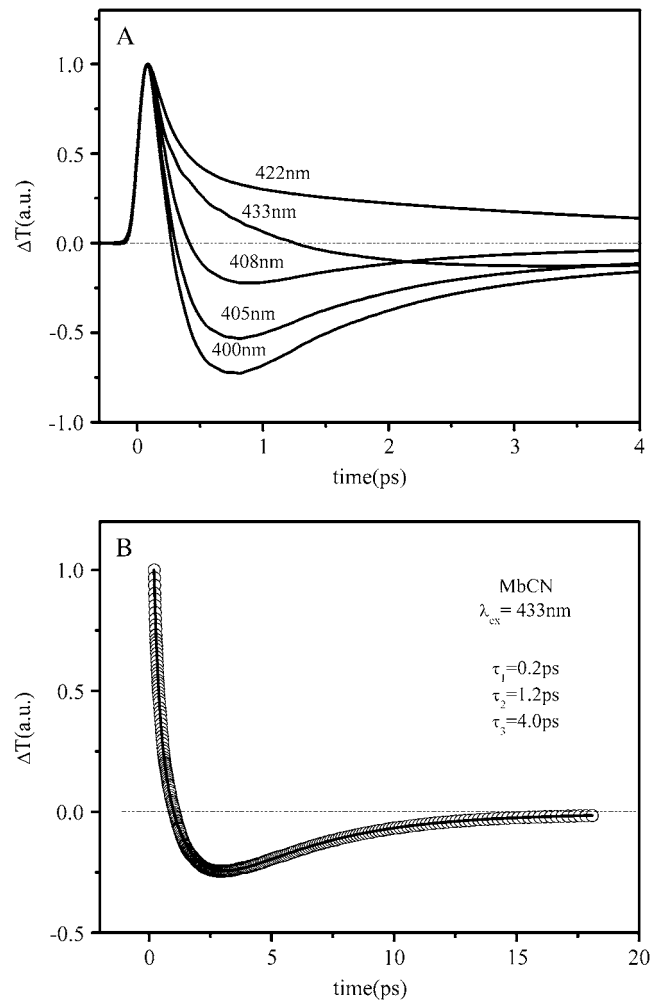 A
1.0
0.5
0.0
-0.5
-1.0
ΔT(a.u.)
422nm
433nm
408nm
405nm
400nm
0
1
2
3
4
time(ps)
B
1.0
0.5
0.0
-0.5
ΔT(a.u.)
MbCN
λex= 433nm
τ1=0.2ps
τ2=1.2ps
τ3=4.0ps
0
5
10
15
20
time(ps)